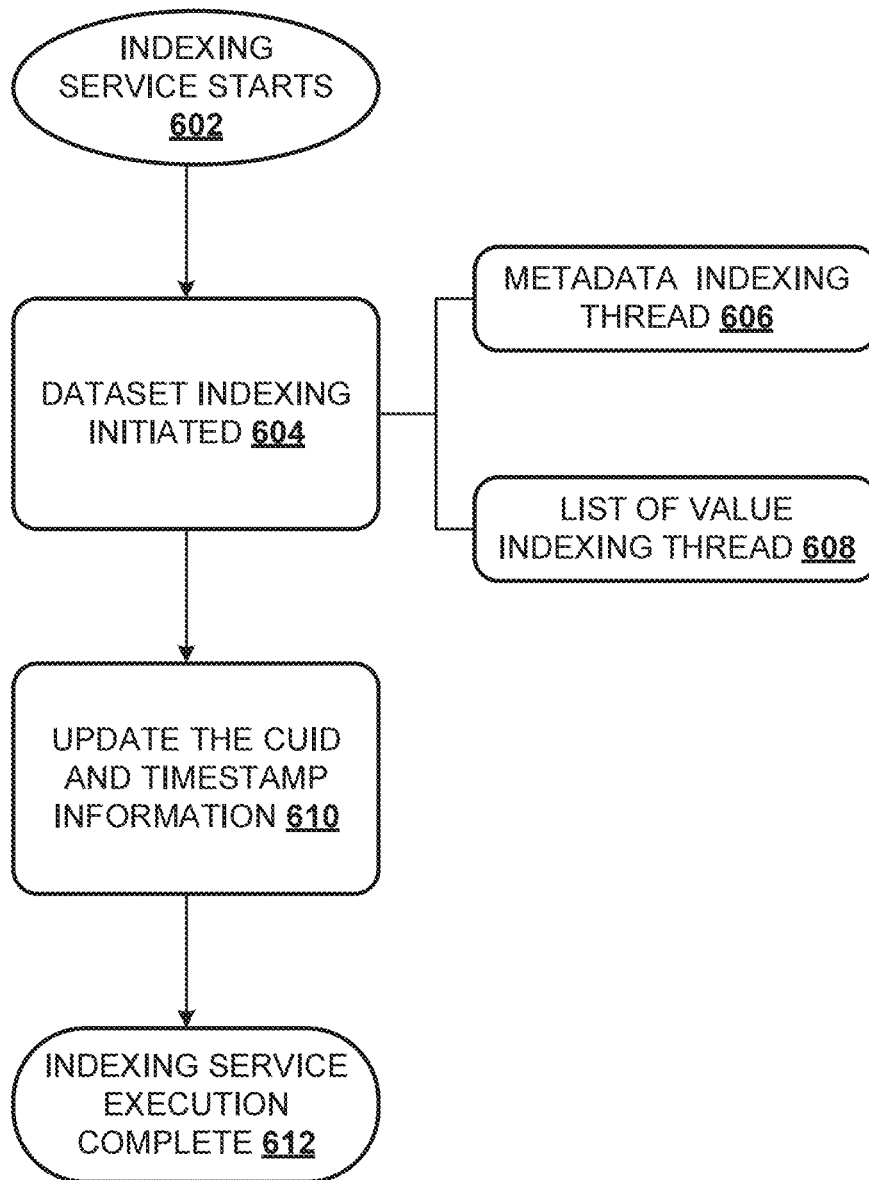 INDEXING
SERVICE STARTS
602
METADATA INDEXING
THREAD 606
DATASET INDEXING
INITIATED 604
LIST OF VALUE
INDEXING THREAD 608
UPDATE THE CUID
AND TIMESTAMP
INFORMATION 610
INDEXING SERVICE
EXECUTION
COMPLETE 612